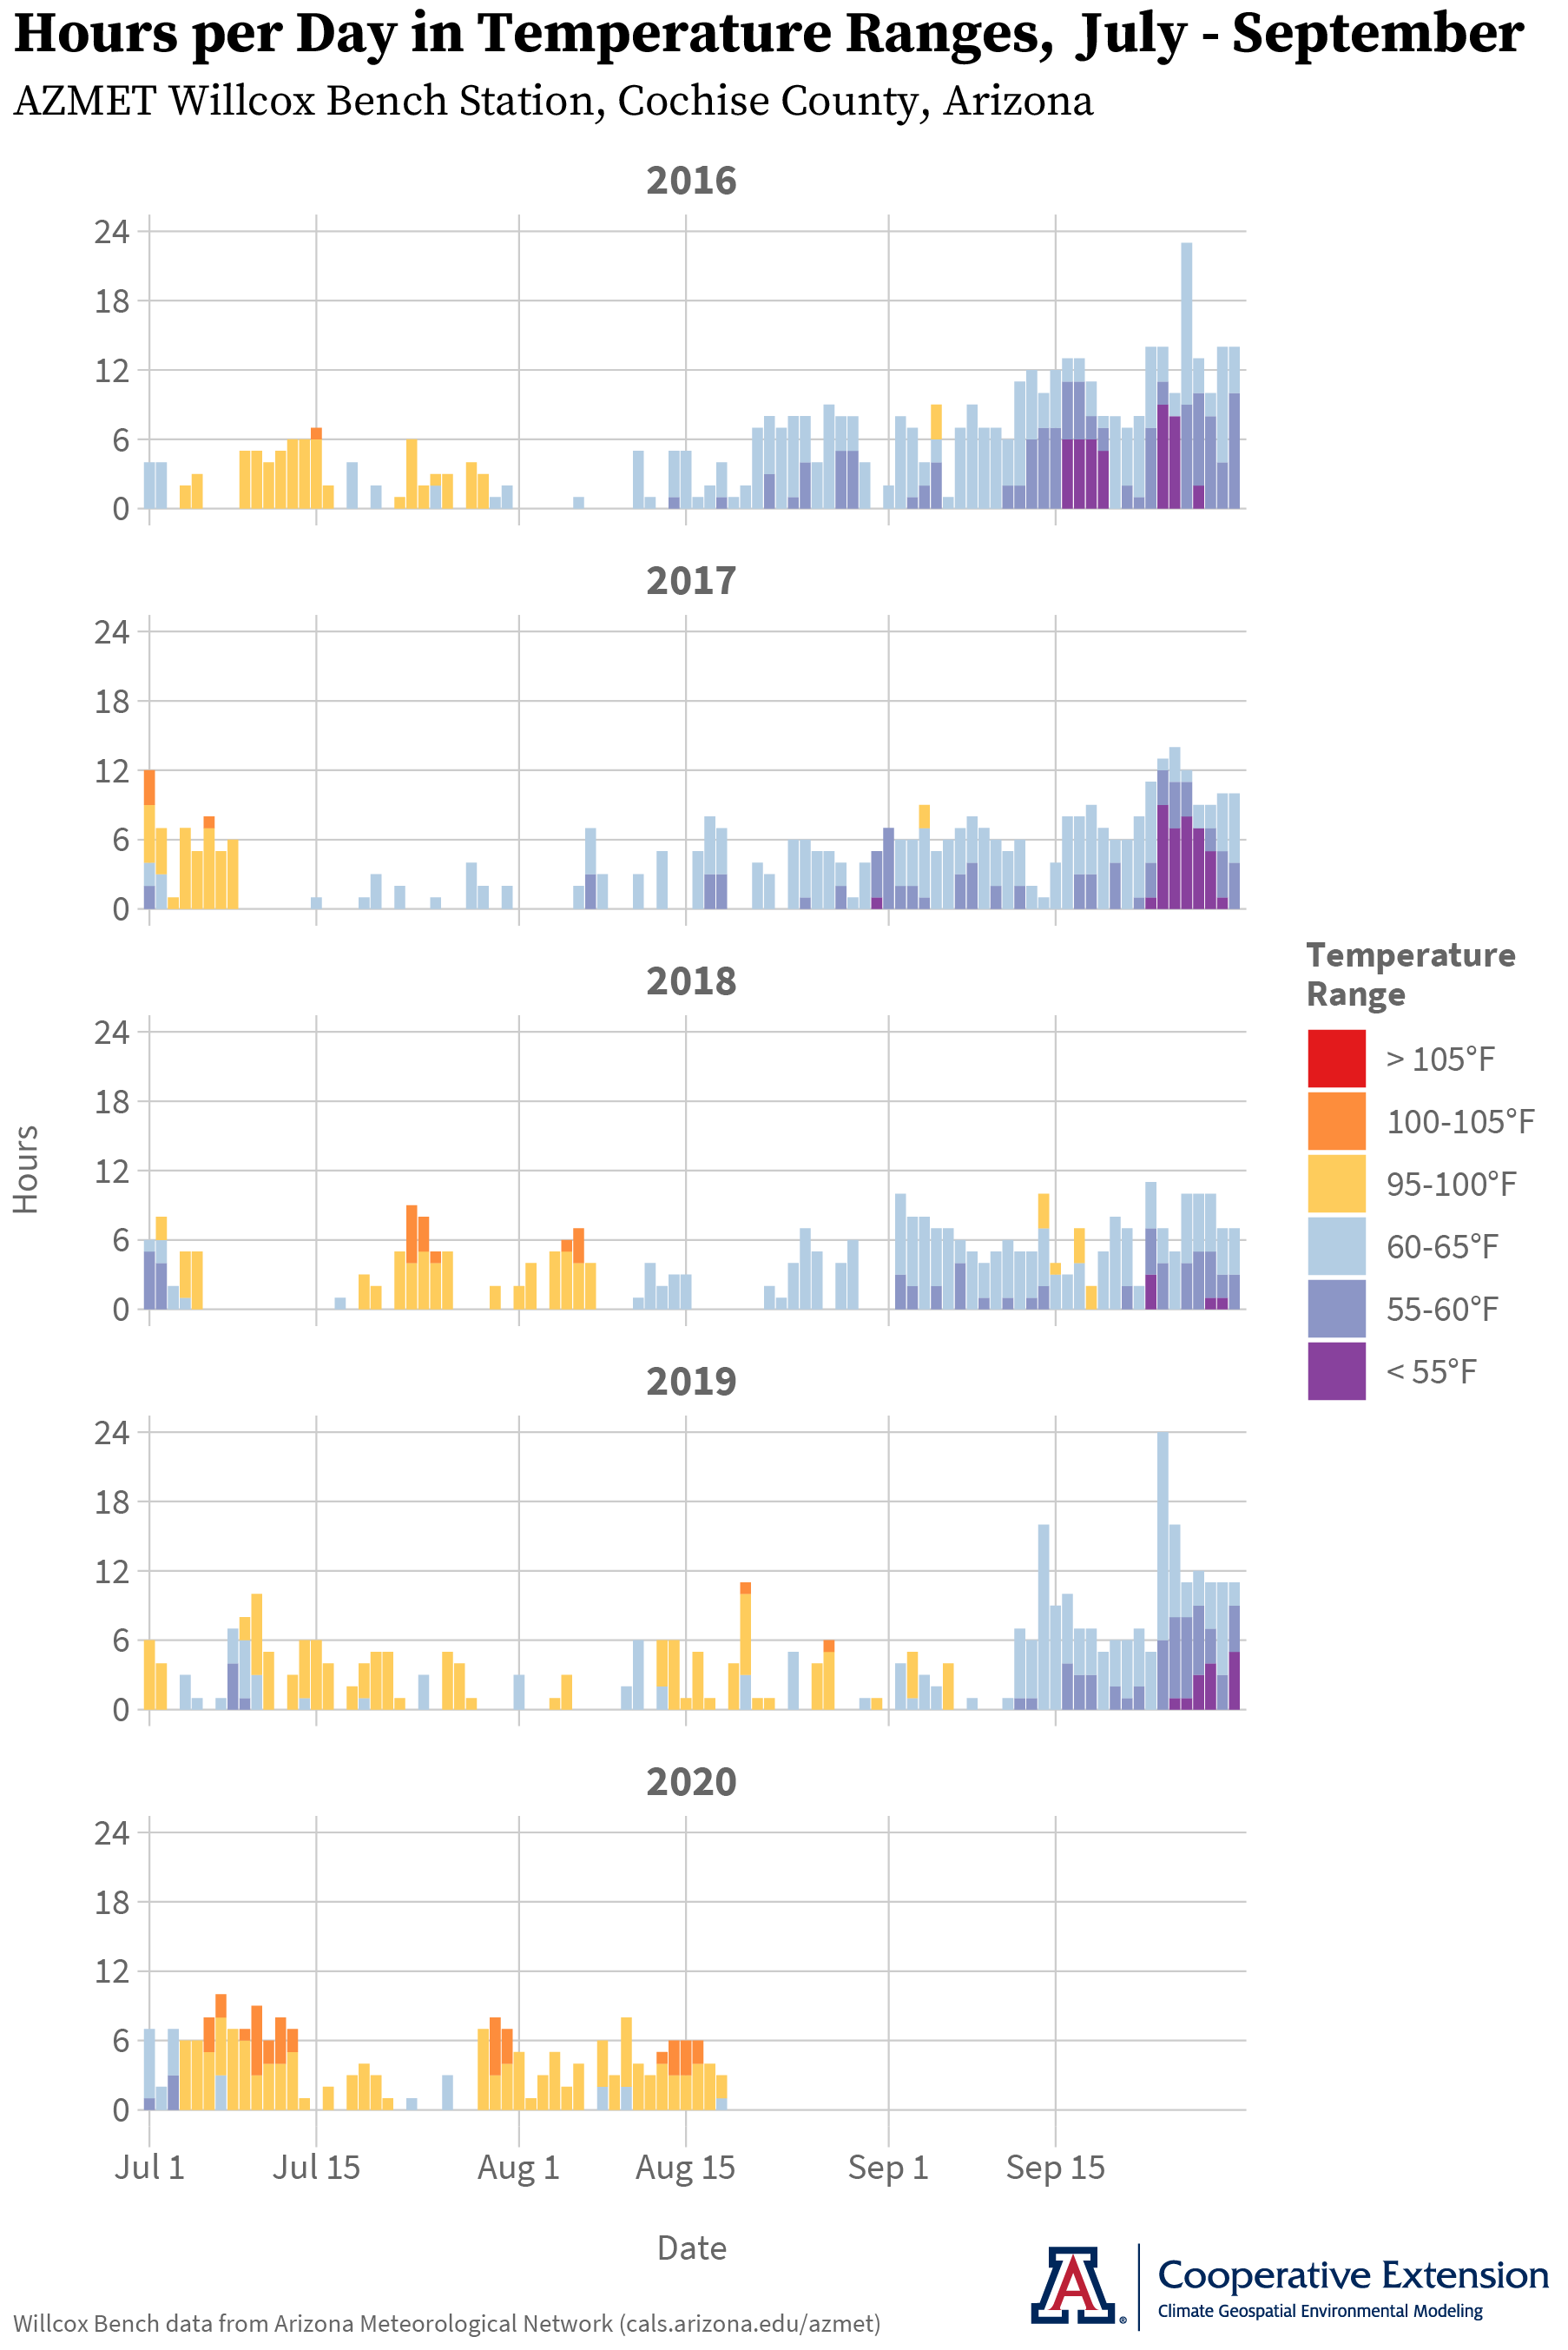 Hours per Day in Temperature Ranges, July - September
AZMET Willcox Bench Station, Cochise County, Arizona
2016
24
18
12
6
0
2017
24
18
12
6
0
2018
24
18
12
6
0
2019
24
18
12
6
0
2020
24
18
12
6
0
Jul 1 Jul 15 Aug 1 Aug 15 Sep 1 Sep 15
Date
Hours
Temperature
Range
> 105°F
100-105°F
95-100°F
60-65°F
55-60°F
< 55°F
Willcox Bench data from Arizona Meteorological Network (cals.arizona.edu/azmet)
A ®
Cooperative Extension
Climate Geospatial Environmental Modeling